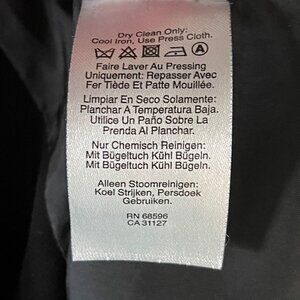 Dry Clean Only:
Cool Iron, Use Press Cloth.
A
Faire Laver Au Pressing
Uniquement: Repasser Avec
Fer Tiède Et Patte Mouillée.
Limpiar En Seco Solamente:
Planchar A Temperatura Baja.
Utilice Un Paño Sobre La
Prenda Al Planchar.
Nur Chemisch Reinigen:
Mit Bügeltuch Kühl Bügeln.
Mit Bügeltuch Kühl Bügeln.
Alleen Stoomreinigen:
Koel Strijken, Persdoek
Gebruiken.
RN 68596
CA 31127